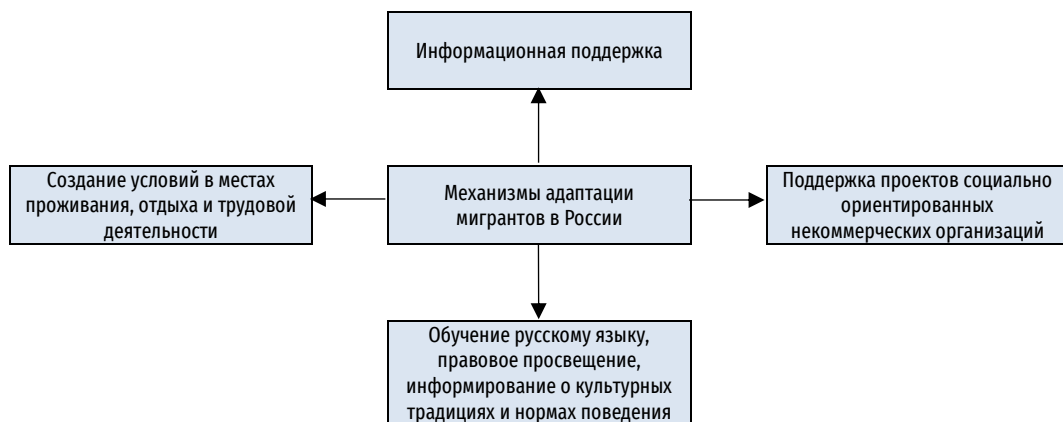 Информационная поддержка
Создание условий в местах
проживания, отдыха и трудовой
деятельности
Механизмы адаптации
мигрантов в России
Поддержка проектов социально
ориентированных
некоммерческих организаций
Обучение русскому языку,
правовое просвещение,
информирование о культурных
традициях и нормах поведения